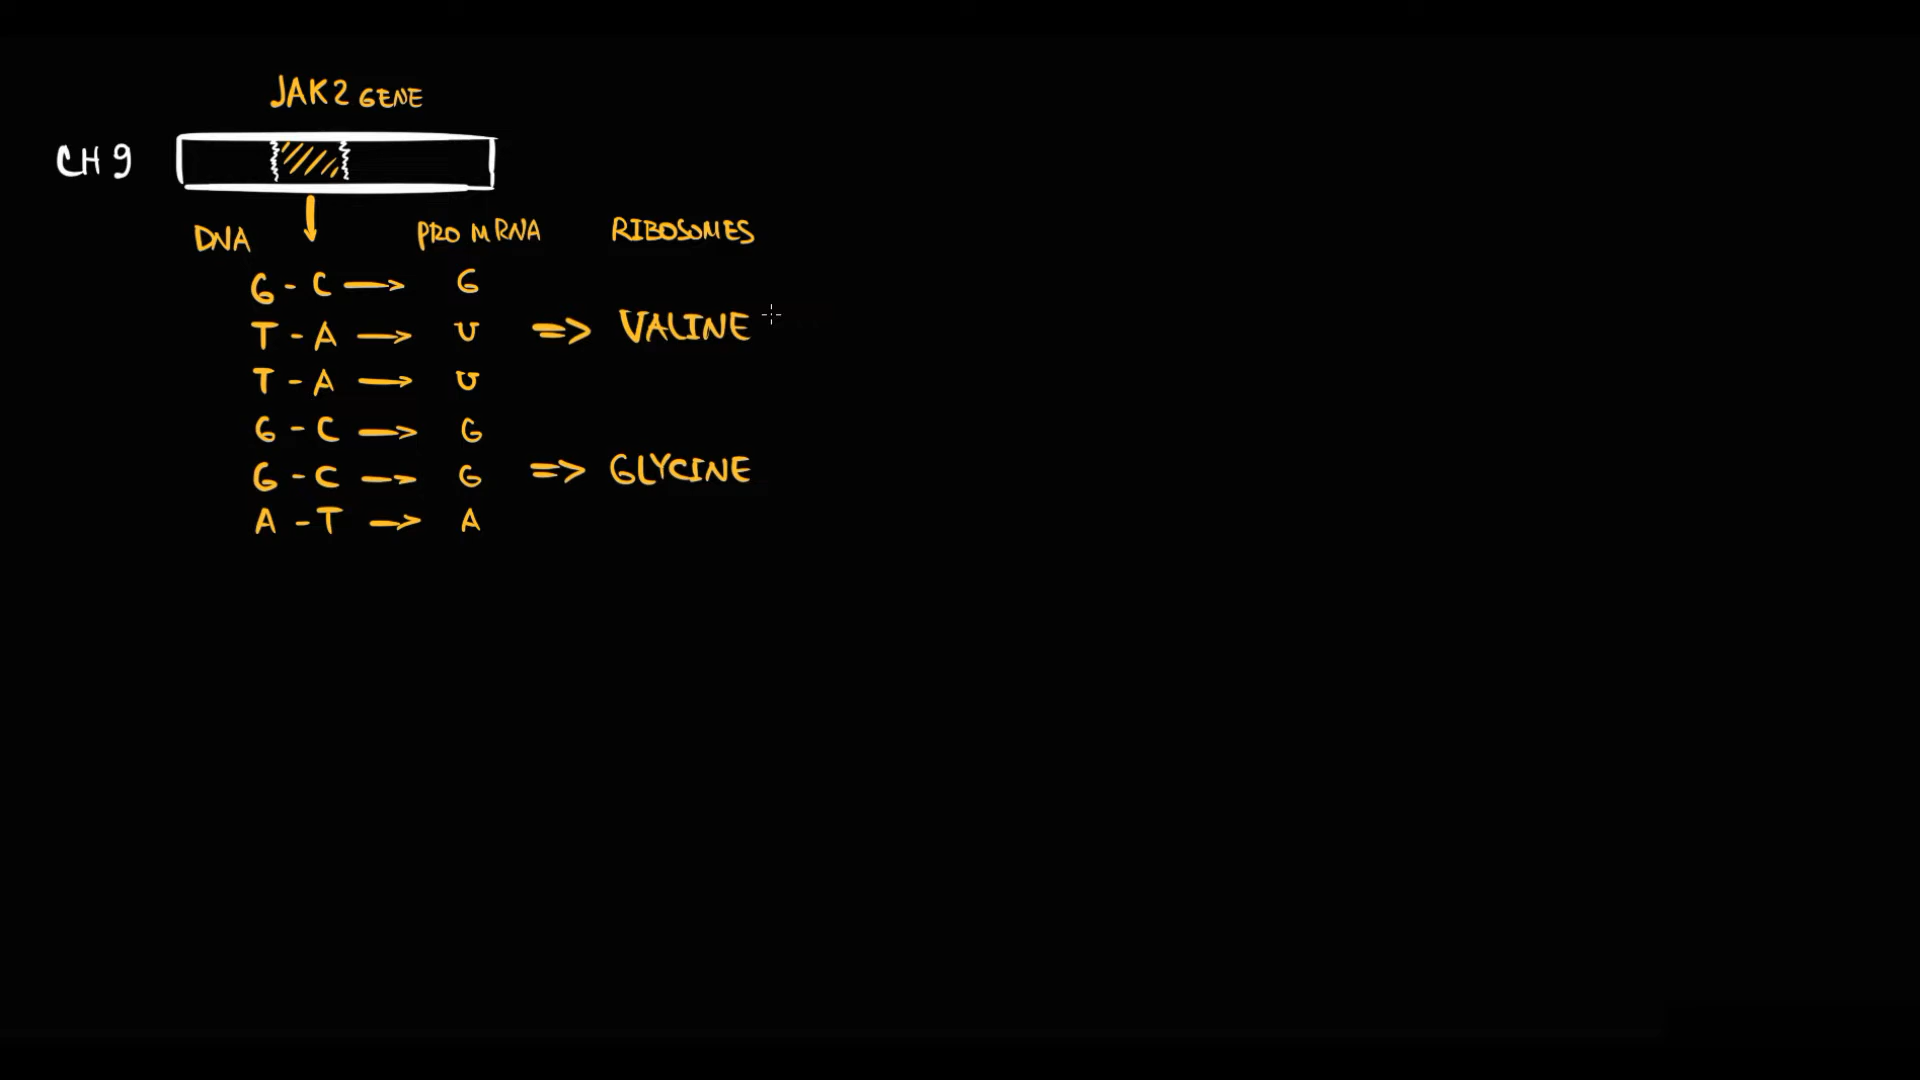 JAK2 GENE
CH 9
DNA PRO mRNA RIBOSOMES
G - C → G
T - A → U => VALINE
T - A → U
G - C → G
G - C → G => GLYCINE
A - T → A